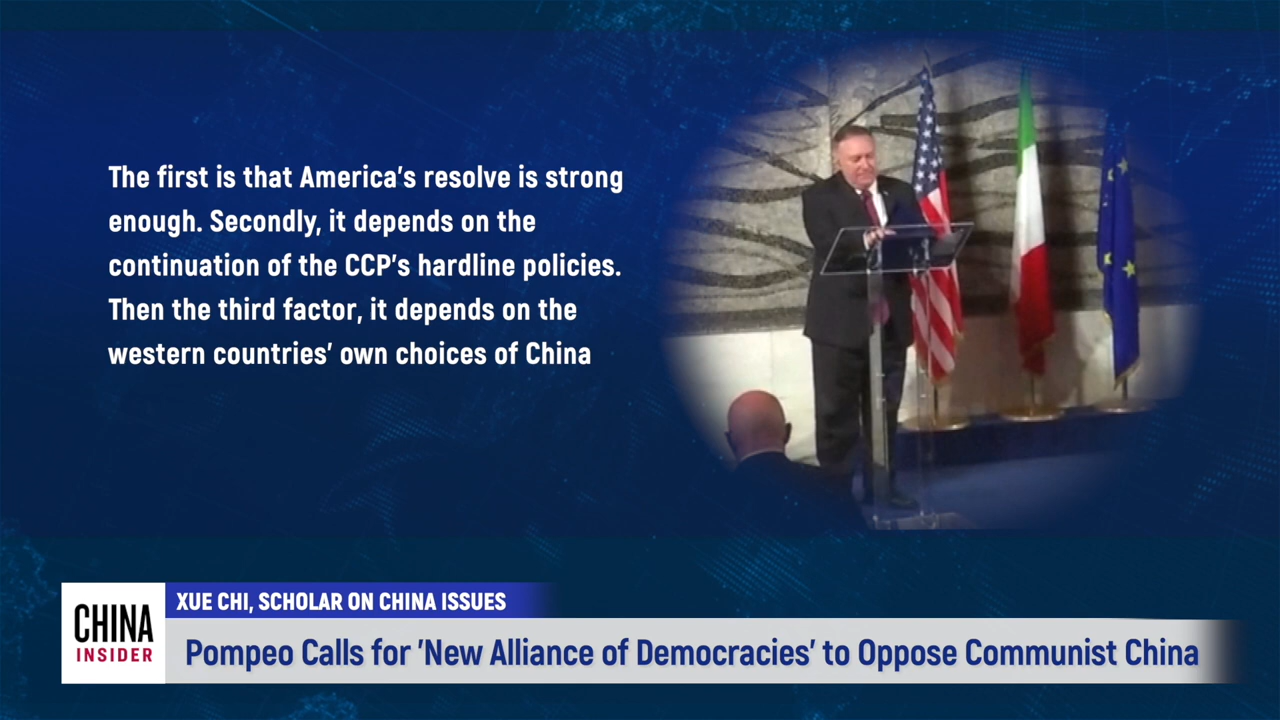 The first is that America's resolve is strong
enough. Secondly, it depends on the
continuation of the CCP's hardline policies.
Then the third factor, it depends on the
western countries' own choices of China
CHINA
INSIDER
XUE CHI, SCHOLAR ON CHINA ISSUES
Pompeo Calls for 'New Alliance of Democracies' to Oppose Communist China